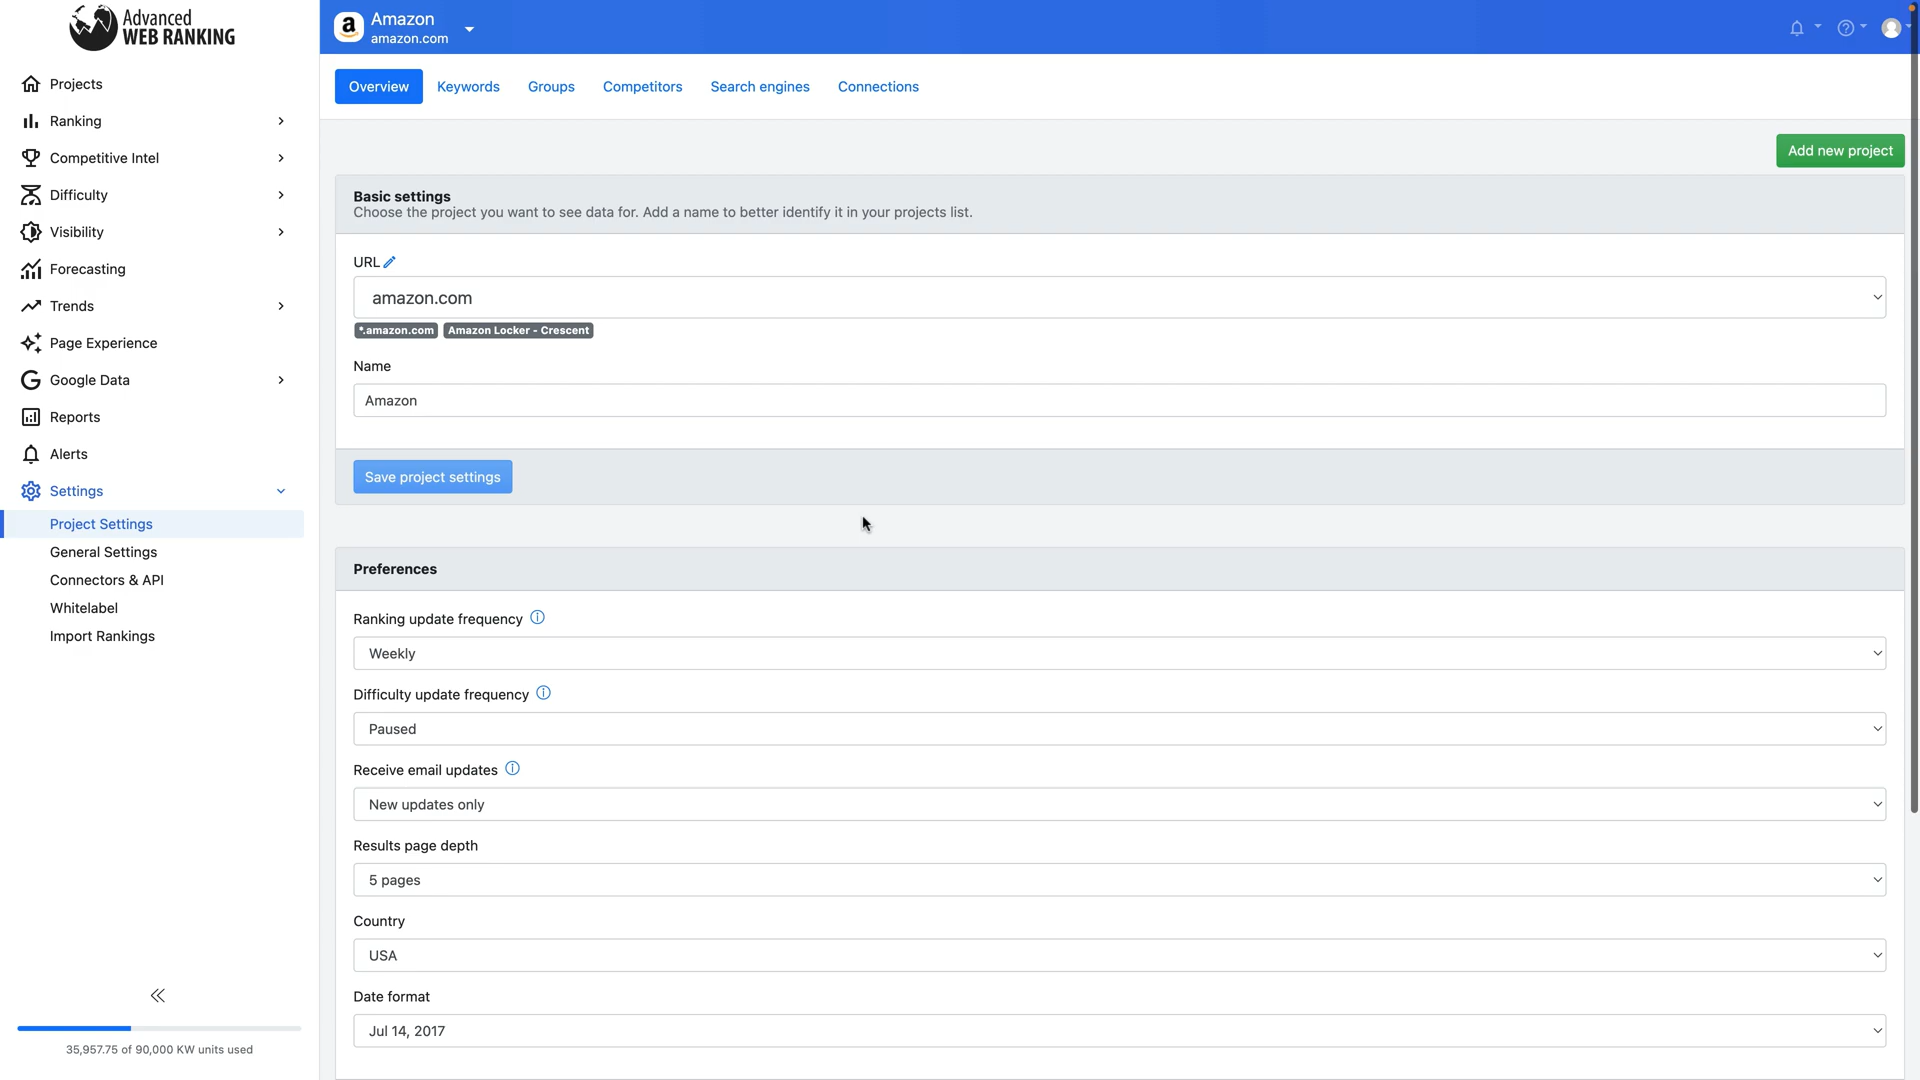 Advanced
WEB RANKING
Projects
Ranking
Competitive Intel
Difficulty
Visibility
Forecasting
Trends
Page Experience
Google Data
Reports
Alerts
Settings
Project Settings
General Settings
Connectors & API
Whitelabel
Import Rankings
35,957.75 of 90,000 KW units used
a
Amazon
amazon.com
Overview
Keywords
Groups
Competitors
Search engines
Connections
Add new project
Basic settings
Choose the project you want to see data for. Add a name to better identify it in your projects list.
URL
amazon.com
*.amazon.com
Amazon Locker - Crescent
Name
Amazon
Save project settings
Preferences
Ranking update frequency
Weekly
Difficulty update frequency
Paused
Receive email updates
New updates only
Results page depth
5 pages
Country
USA
Date format
Jul 14, 2017